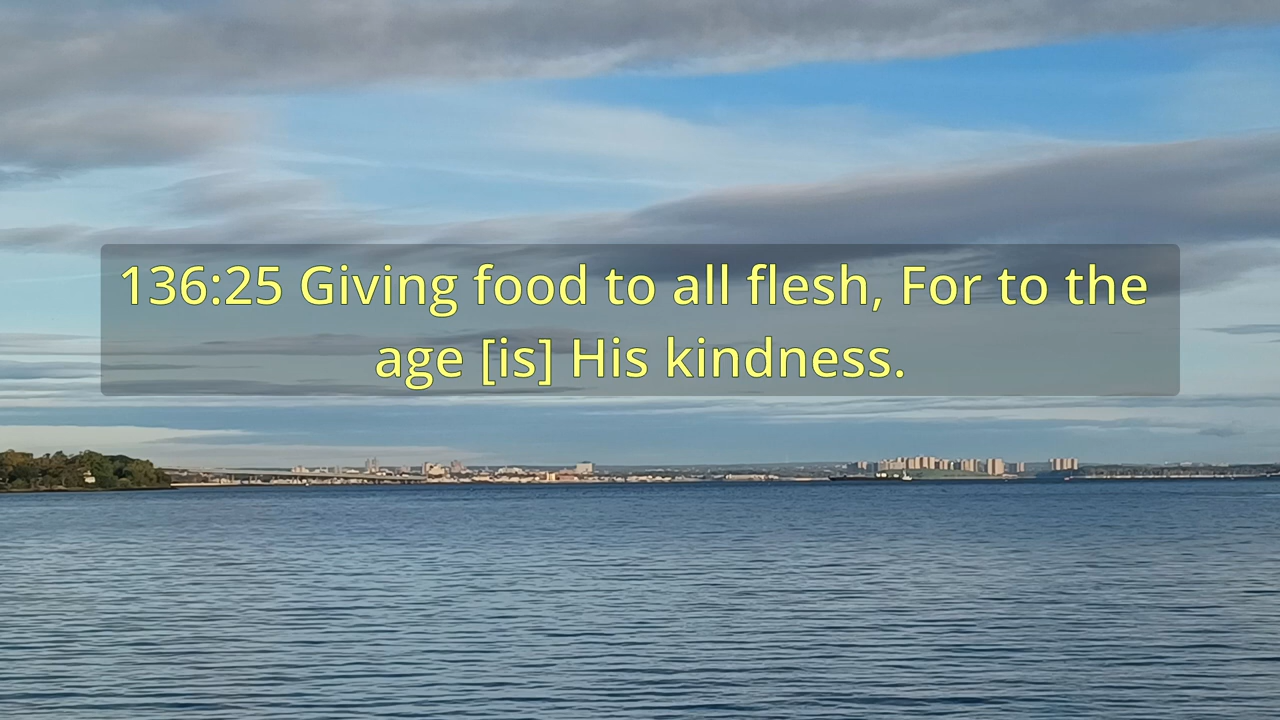 136:25 Giving food to all flesh, For to the
age [is] His kindness.